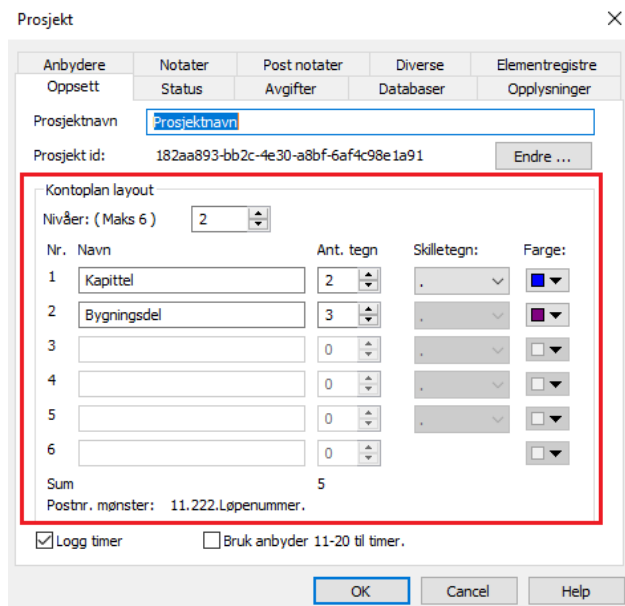 Prosjekt
Anbydere Notater Post notater Diverse Elementregistre
Oppsett Status Avgifter Databaser Opplysninger
Prosjektnavn Prosjektnavn
Prosjekt id: 182aa893-bb2c-4e30-a8bf-6af4c98e1a91 Endre ...
Kontoplan layout
Nivåer: ( Maks 6 ) 2
Nr. Navn Ant. tegn Skilletegn: Farge:
1 Kapittel 2 .
2 Bygningsdel 3 .
3 0 .
4 0 .
5 0 .
6 0
Sum 5
Postnr. mønster: 11.222.Løpenummer.
Logg timer Bruk anbyder 11-20 til timer.
OK Cancel Help